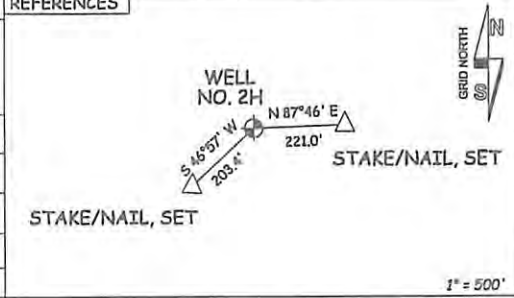 REFERENCES
N
GRID NORTH
S
WELL
NO. 2H
N 87°46' E
221.0'
S 46°57' W
203.4'
STAKE/NAIL, SET
STAKE/NAIL, SET
1" = 500'